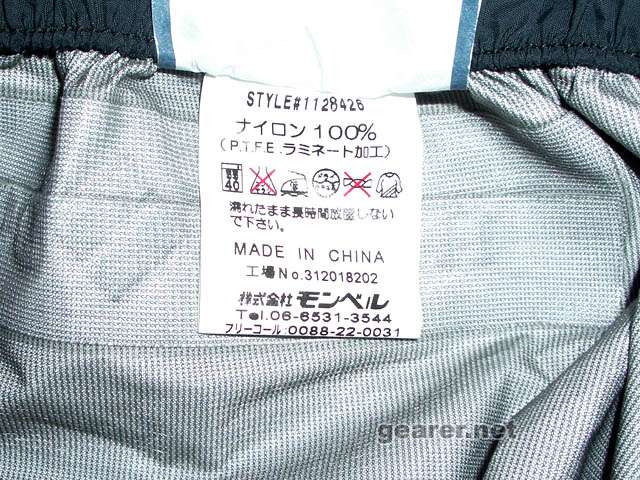 STYLE#1128426
ナイロン 100%
(P.T.F.E.ラミネート加工)
40
濡れたまま長時間放置しない
で下さい。
MADE IN CHINA
工場No.312018202
株式会社 モンベル
Tel.06-6531-3544
フリーコール:0088-22-0031
gearer.net